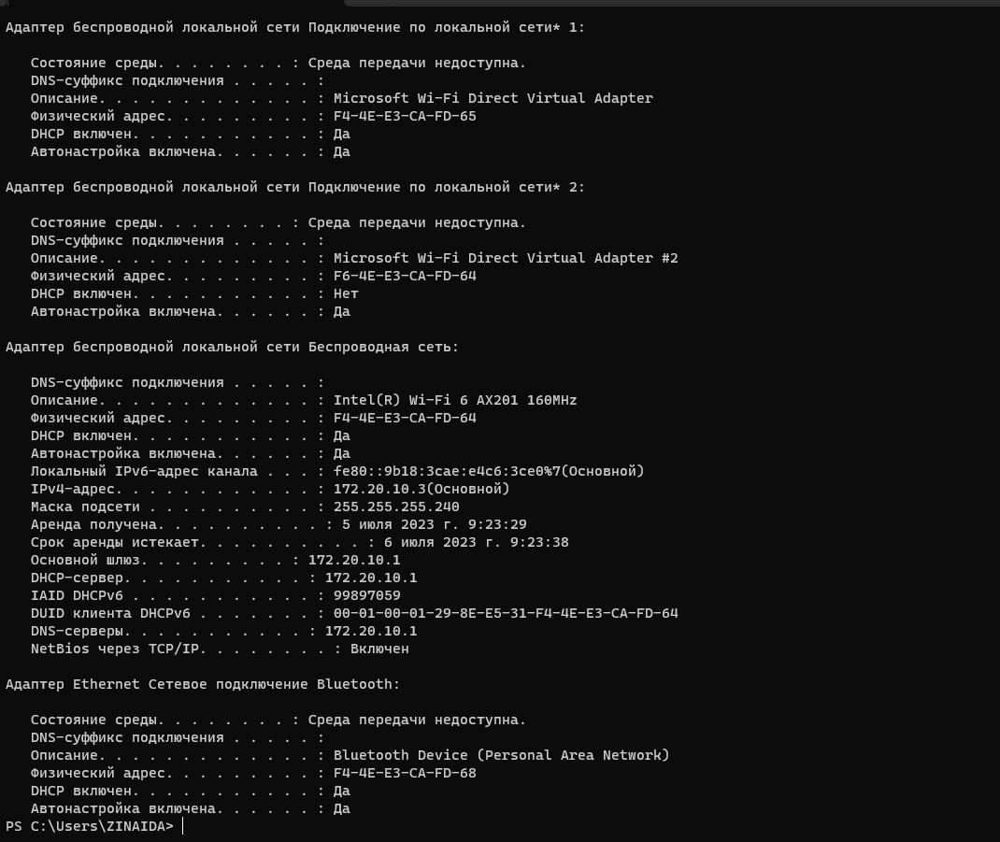 Адаптер беспроводной локальной сети Подключение по локальной сети* 1:
Состояние среды. . . . . . . . : Среда передачи недоступна.
DNS-суффикс подключения . . . . . :
Описание. . . . . . . . . . . . . : Microsoft Wi-Fi Direct Virtual Adapter
Физический адрес. . . . . . . . . : F4-4E-E3-CA-FD-65
DHCP включен. . . . . . . . . . . : Да
Автонастройка включена. . . . . . : Да
Адаптер беспроводной локальной сети Подключение по локальной сети* 2:
Состояние среды. . . . . . . . : Среда передачи недоступна.
DNS-суффикс подключения . . . . . :
Описание. . . . . . . . . . . . . : Microsoft Wi-Fi Direct Virtual Adapter #2
Физический адрес. . . . . . . . . : F6-4E-E3-CA-FD-64
DHCP включен. . . . . . . . . . . : Нет
Автонастройка включена. . . . . . : Да
Адаптер беспроводной локальной сети Беспроводная сеть:
DNS-суффикс подключения . . . . . :
Описание. . . . . . . . . . . . . : Intel(R) Wi-Fi 6 AX201 160MHz
Физический адрес. . . . . . . . . : F4-4E-E3-CA-FD-64
DHCP включен. . . . . . . . . . . : Да
Автонастройка включена. . . . . . : Да
Локальный IPv6-адрес канала . . . : fe80::9b18:3cae:e4c6:3ce0%7(Основной)
IPv4-адрес. . . . . . . . . . . . : 172.20.10.3(Основной)
Маска подсети . . . . . . . . . . : 255.255.255.240
Аренда получена. . . . . . . . . . : 5 июля 2023 г. 9:23:29
Срок аренды истекает. . . . . . . . . . : 6 июля 2023 г. 9:23:38
Основной шлюз. . . . . . . . . : 172.20.10.1
DHCP-сервер. . . . . . . . . . . : 172.20.10.1
IAID DHCPv6 . . . . . . . . . . . : 99897059
DUID клиента DHCPv6 . . . . . . . : 00-01-00-01-29-8E-E5-31-F4-4E-E3-CA-FD-64
DNS-серверы. . . . . . . . . . . : 172.20.10.1
NetBios через TCP/IP. . . . . . . . : Включен
Адаптер Ethernet Сетевое подключение Bluetooth:
Состояние среды. . . . . . . . : Среда передачи недоступна.
DNS-суффикс подключения . . . . . :
Описание. . . . . . . . . . . . . : Bluetooth Device (Personal Area Network)
Физический адрес. . . . . . . . . : F4-4E-E3-CA-FD-68
DHCP включен. . . . . . . . . . . : Да
Автонастройка включена. . . . . . : Да
PS C:\Users\ZINAIDA>